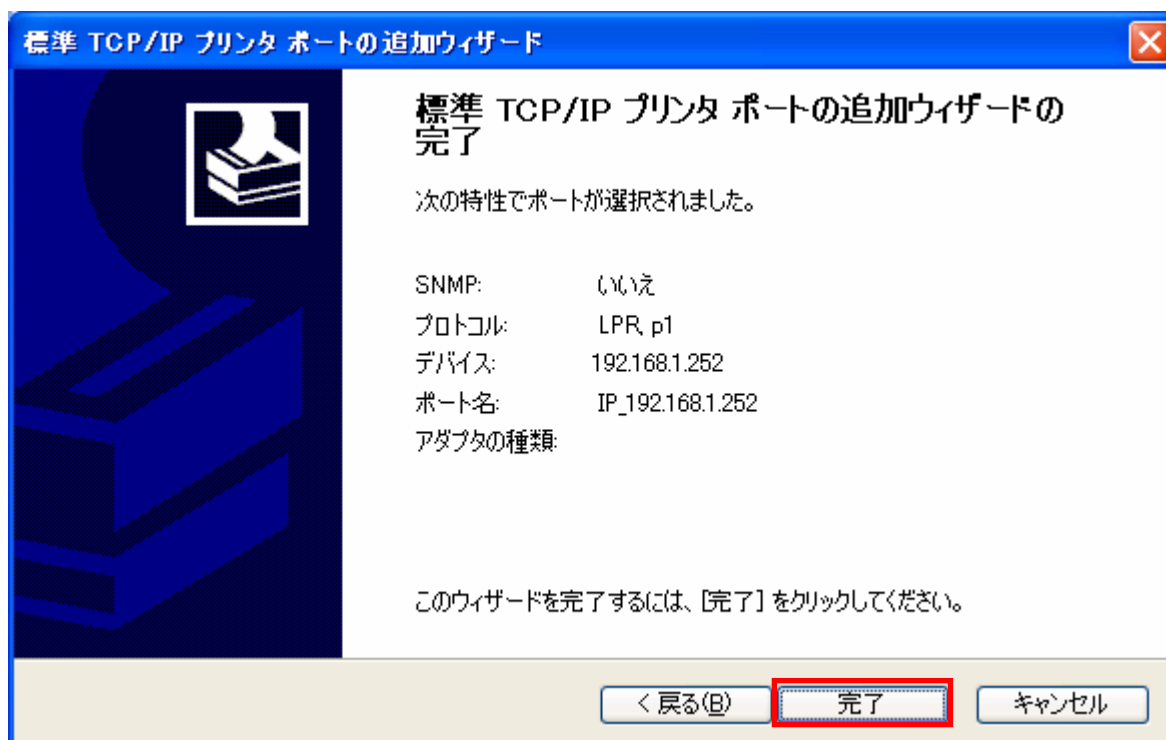 標準 TCP/IP プリンタ ポートの追加ウィザード
標準 TCP/IP プリンタ ポートの追加ウィザードの
完了
次の特性でポートが選択されました。
SNMP: いいえ
プロトコル: LPR, p1
デバイス: 192.168.1.252
ポート名: IP_192.168.1.252
アダプタの種類:
このウィザードを完了するには、[完了] をクリックしてください。
< 戻る(B) 完了 キャンセル